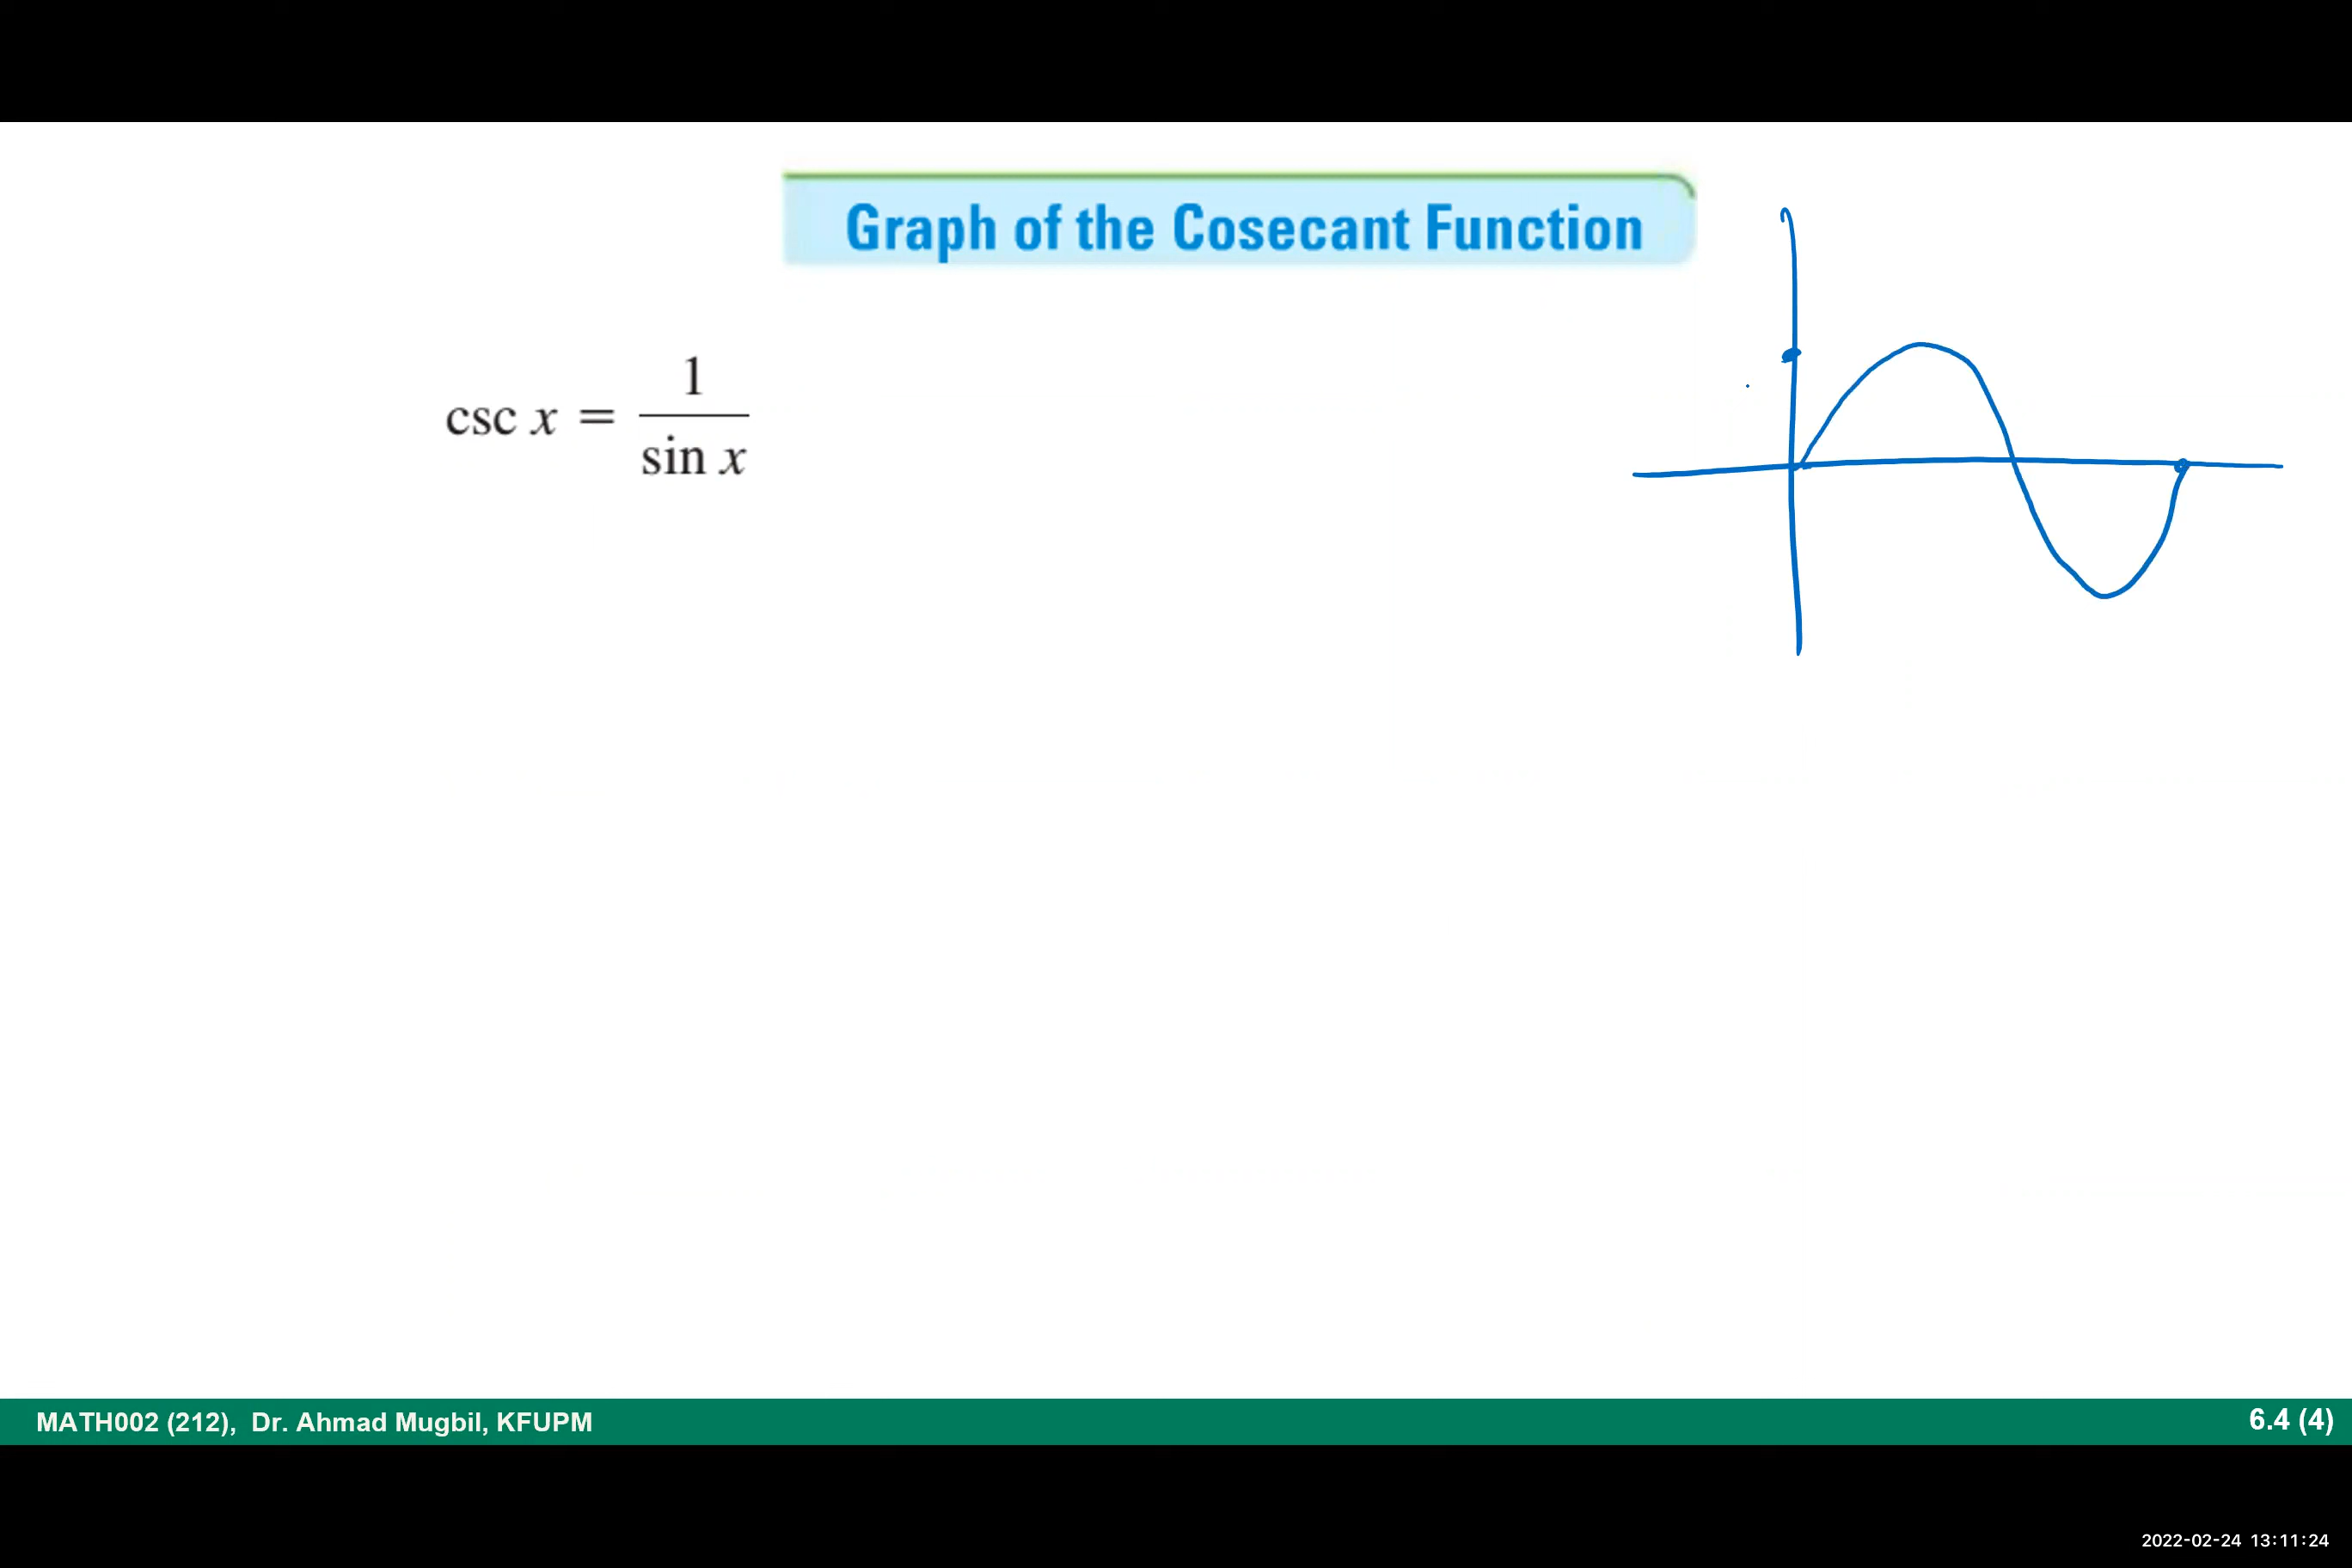 Graph of the Cosecant Function
csc x = 1 / sin x
MATH002 (212), Dr. Ahmad Mugbil, KFUPM
6.4 (4)
2022-02-24 13:11:24